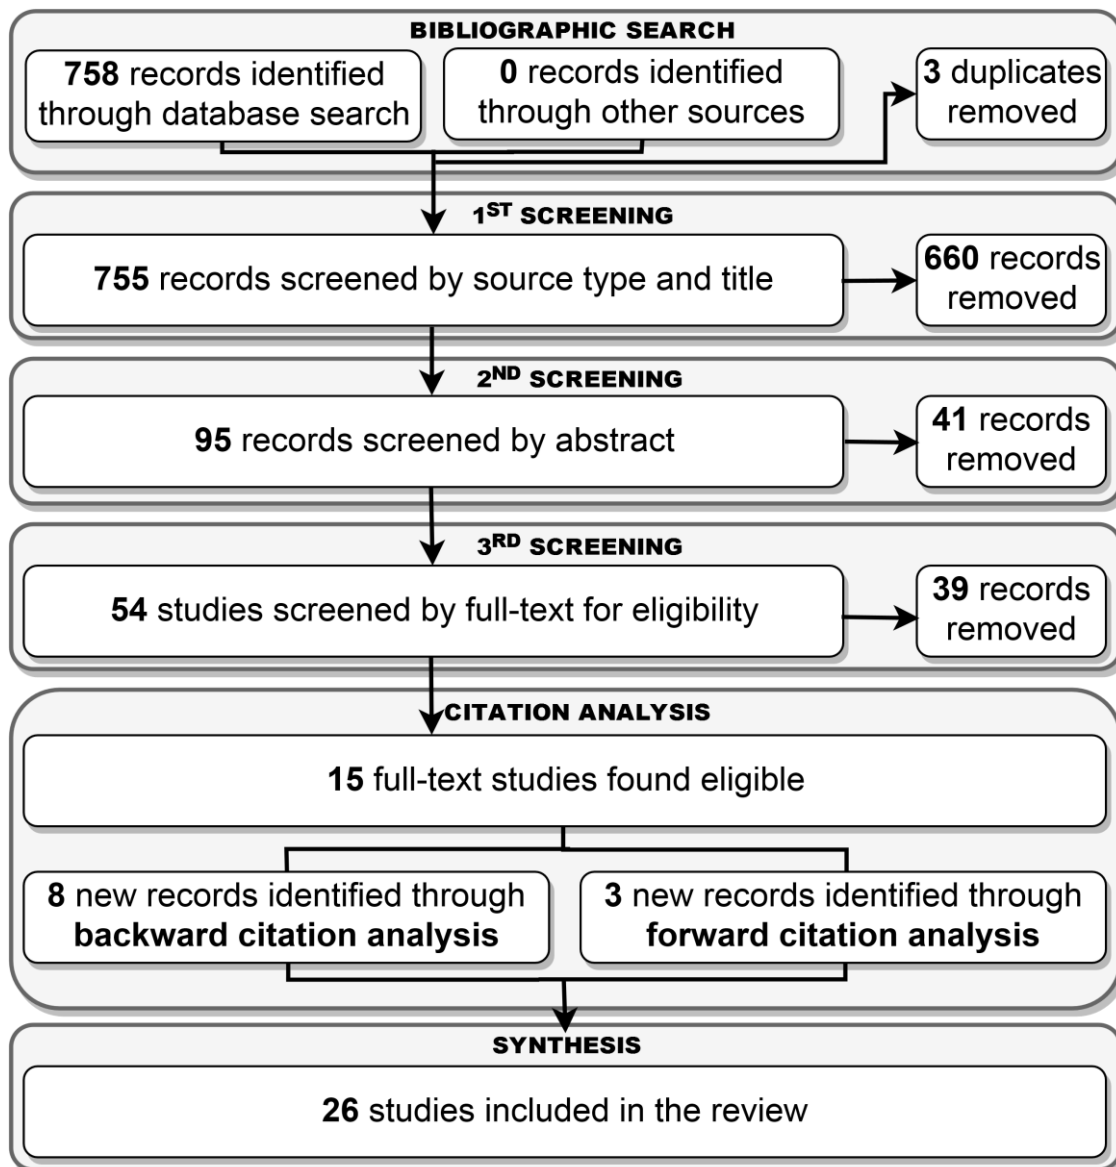 BIBLIOGRAPHIC SEARCH
758 records identified
through database search
0 records identified
through other sources
3 duplicates
removed
1ST SCREENING
755 records screened by source type and title
660 records
removed
2ND SCREENING
95 records screened by abstract
41 records
removed
3RD SCREENING
54 studies screened by full-text for eligibility
39 records
removed
CITATION ANALYSIS
15 full-text studies found eligible
8 new records identified through
backward citation analysis
3 new records identified through
forward citation analysis
SYNTHESIS
26 studies included in the review